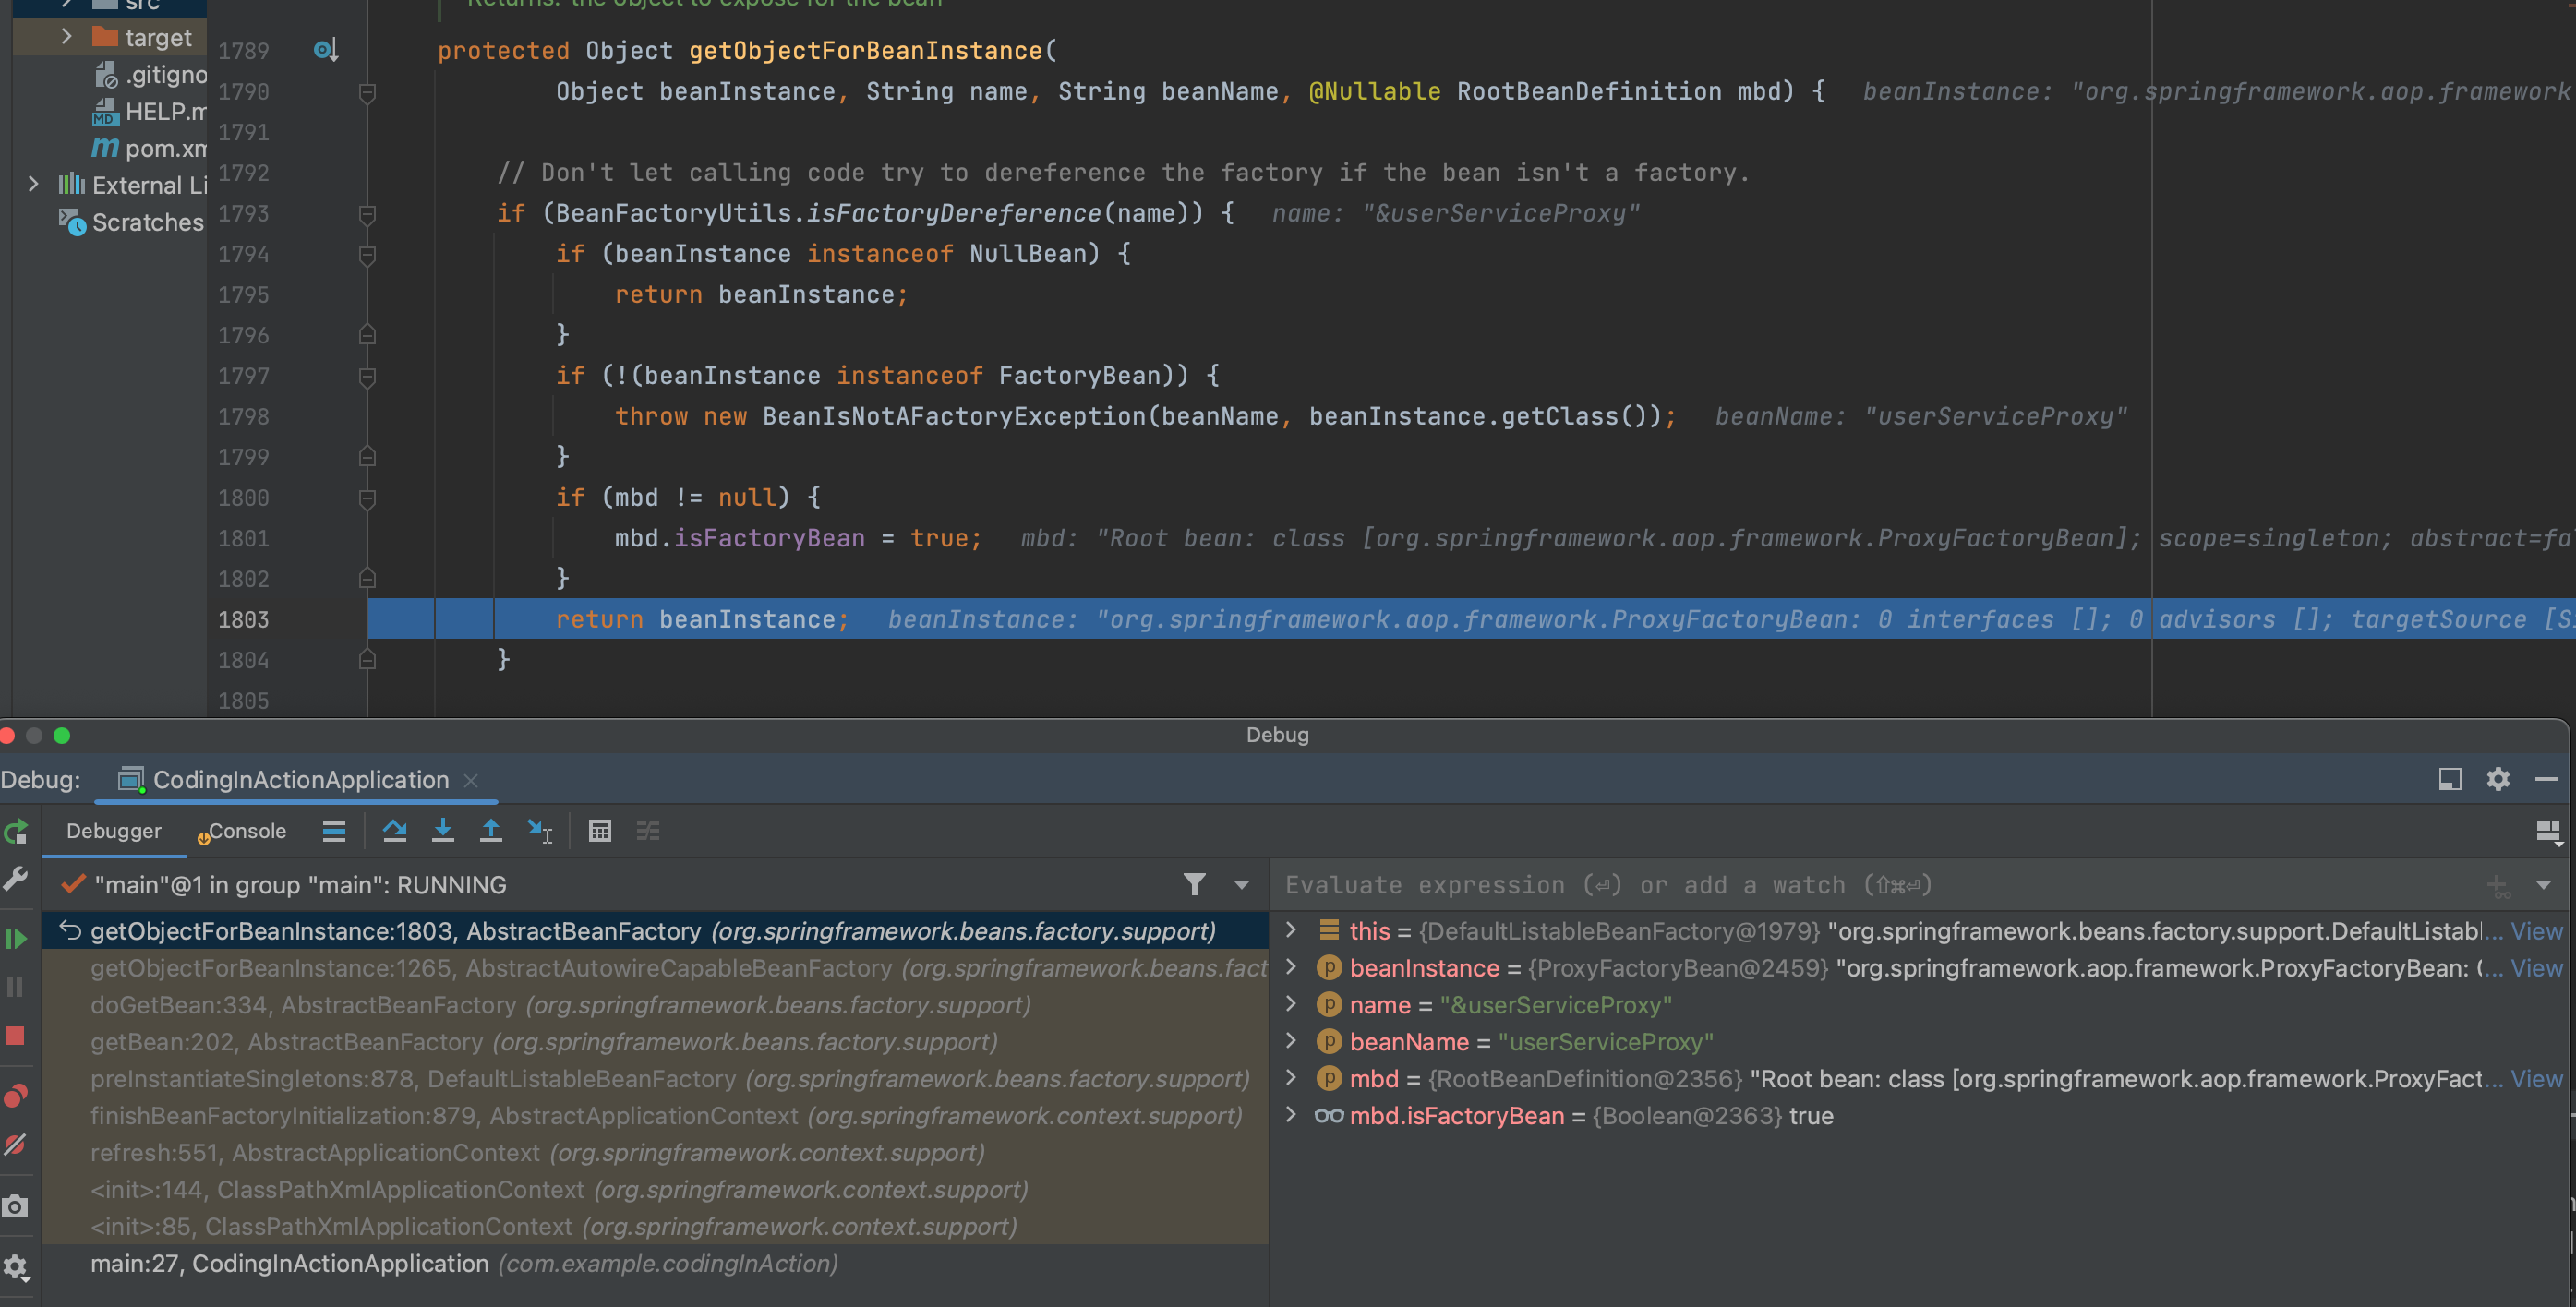 src
Returns: the object to expose for the bean
target
1789 protected Object getObjectForBeanInstance(
.gitigno
1790 Object beanInstance, String name, String beanName, @Nullable RootBeanDefinition mbd) { beanInstance: "org.springframework.aop.framework
HELP.m
1791
pom.xm
1792 // Don't let calling code try to dereference the factory if the bean isn't a factory.
External Li
1793 if (BeanFactoryUtils.isFactoryDereference(name)) { name: "&userServiceProxy"
Scratches
1794 if (beanInstance instanceof NullBean) {
1795 return beanInstance;
1796 }
1797 if (!(beanInstance instanceof FactoryBean)) {
1798 throw new BeanIsNotAFactoryException(beanName, beanInstance.getClass()); beanName: "userServiceProxy"
1799 }
1800 if (mbd != null) {
1801 mbd.isFactoryBean = true; mbd: "Root bean: class [org.springframework.aop.framework.ProxyFactoryBean]; scope=singleton; abstract=fal
1802 }
1803 return beanInstance; beanInstance: "org.springframework.aop.framework.ProxyFactoryBean: 0 interfaces []; 0 advisors []; targetSource [S
1804 }
1805
Debug
Debug: CodingInActionApplication
Debugger Console
"main"@1 in group "main": RUNNING
getObjectForBeanInstance:1803, AbstractBeanFactory (org.springframework.beans.factory.support)
getObjectForBeanInstance:1265, AbstractAutowireCapableBeanFactory (org.springframework.beans.fact
doGetBean:334, AbstractBeanFactory (org.springframework.beans.factory.support)
getBean:202, AbstractBeanFactory (org.springframework.beans.factory.support)
preInstantiateSingletons:878, DefaultListableBeanFactory (org.springframework.beans.factory.support)
finishBeanFactoryInitialization:879, AbstractApplicationContext (org.springframework.context.support)
refresh:551, AbstractApplicationContext (org.springframework.context.support)
<init>:144, ClassPathXmlApplicationContext (org.springframework.context.support)
<init>:85, ClassPathXmlApplicationContext (org.springframework.context.support)
main:27, CodingInActionApplication (com.example.codingInAction)
Evaluate expression (⏎) or add a watch (⇧⌘⏎)
this = {DefaultListableBeanFactory@1979} "org.springframework.beans.factory.support.DefaultListabl... View
beanInstance = {ProxyFactoryBean@2459} "org.springframework.aop.framework.ProxyFactoryBean: (... View
name = "&userServiceProxy"
beanName = "userServiceProxy"
mbd = {RootBeanDefinition@2356} "Root bean: class [org.springframework.aop.framework.ProxyFact... View
mbd.isFactoryBean = {Boolean@2363} true